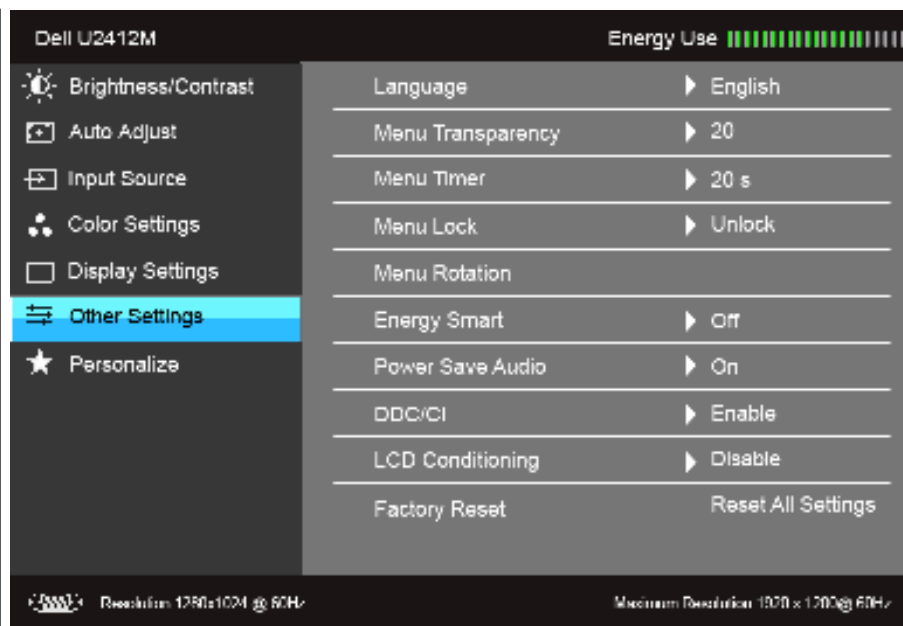 Dell U2412M
Energy Use
Brightness/Contrast
Auto Adjust
Input Source
Color Settings
Display Settings
Other Settings
Personalize
Language English
Menu Transparency 20
Menu Timer 20 s
Menu Lock Unlock
Menu Rotation
Energy Smart Off
Power Save Audio On
DDC/CI Enable
LCD Conditioning Disable
Factory Reset Reset All Settings
Resolution 1280x1024 @ 60Hz
Maximum Resolution 1920 x 1200@ 60Hz